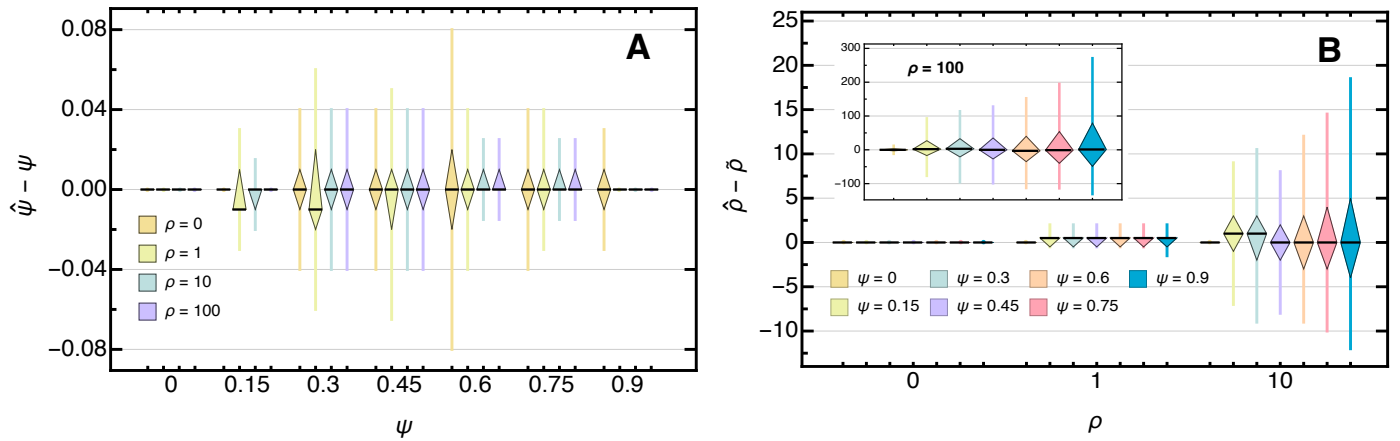 A
0.08
0.04
0.00
−0.04
−0.08
ψ̂ − ψ
ρ = 0
ρ = 1
ρ = 10
ρ = 100
0 0.15 0.3 0.45 0.6 0.75 0.9
ψ
B
25
20
15
10
5
0
−5
−10
ρ̂ − ρ̃
ρ = 100
300
200
100
0
−100
ψ = 0 ψ = 0.3 ψ = 0.6 ψ = 0.9
ψ = 0.15 ψ = 0.45 ψ = 0.75
0 1 10
ρ